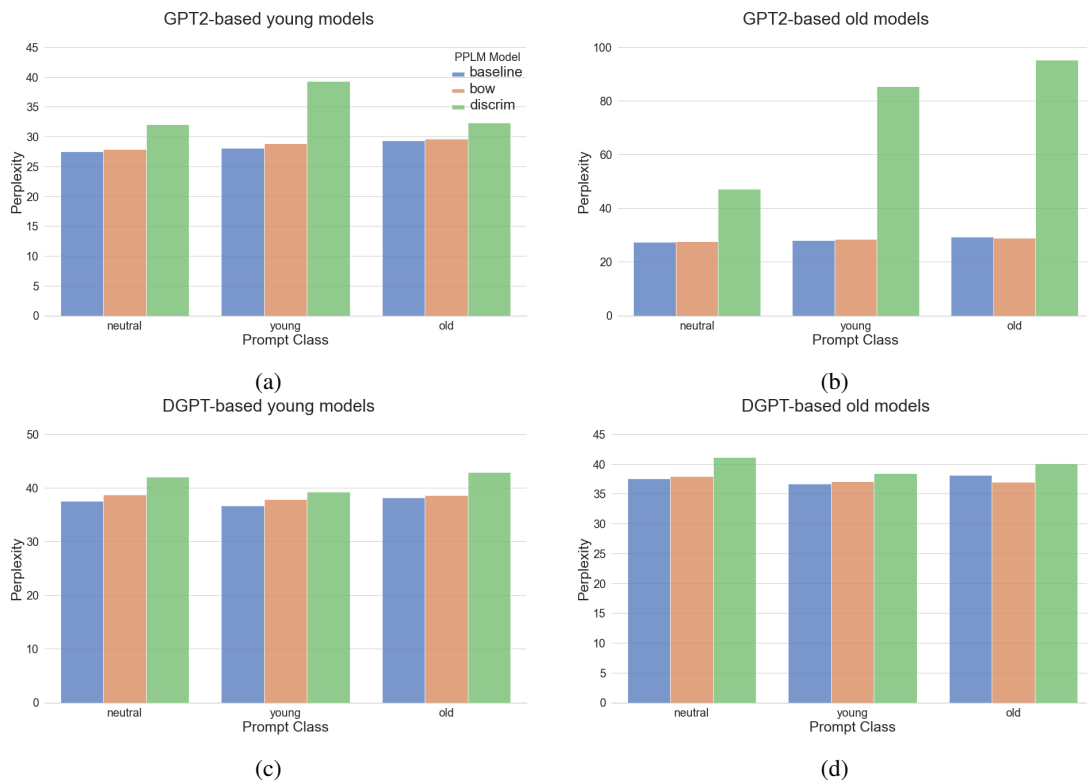 GPT2-based young models
45
40
35
30
25
20
15
10
5
0
Perplexity
PPLM Model
baseline
bow
discrim
neutral
young
old
Prompt Class
(a)
GPT2-based old models
100
80
60
40
20
0
Perplexity
neutral
young
old
Prompt Class
(b)
DGPT-based young models
50
40
30
20
10
0
Perplexity
neutral
young
old
Prompt Class
(c)
DGPT-based old models
45
40
35
30
25
20
15
10
5
0
Perplexity
neutral
young
old
Prompt Class
(d)